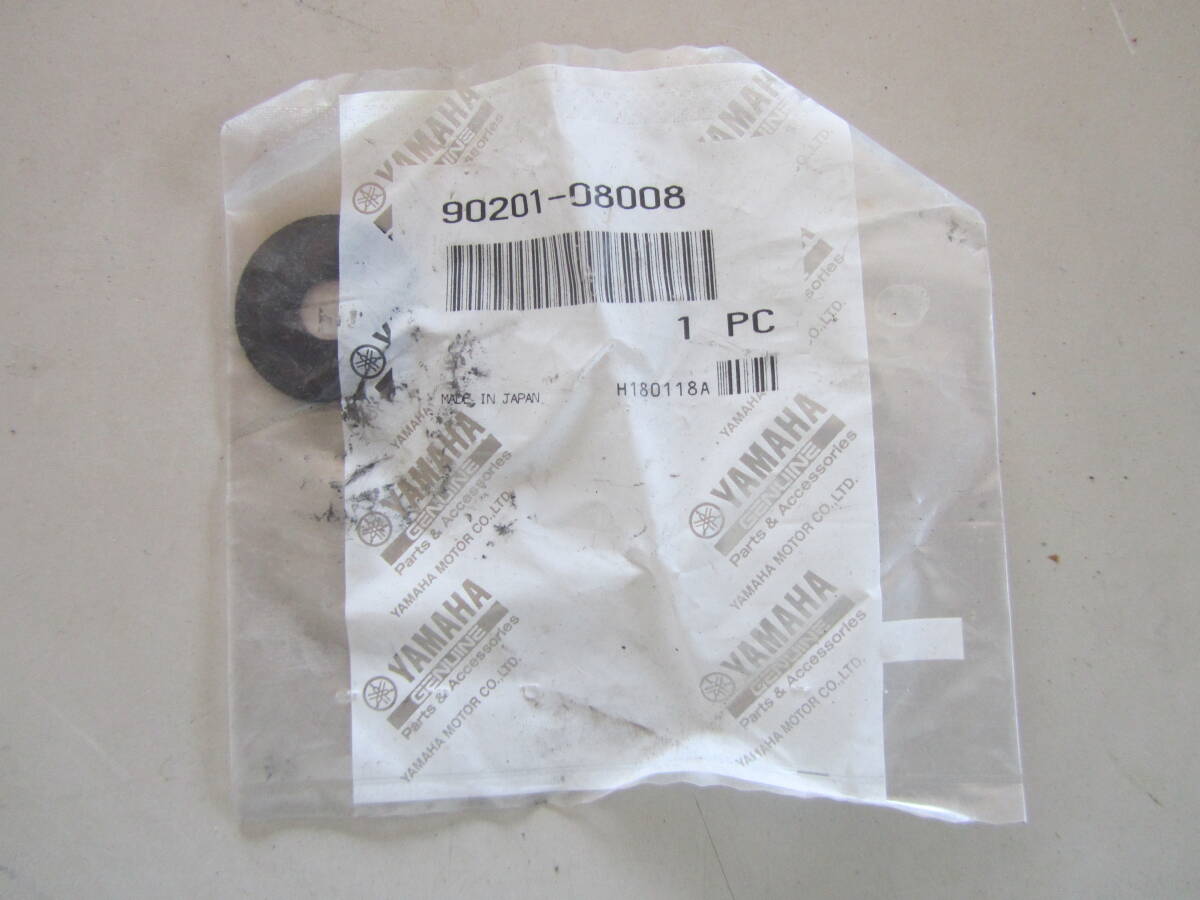 YAMAHA
90201-08008
1 PC
MADE IN JAPAN
H180118A
YAMAHA
GENUINE
Parts & Accessories
YAMAHA MOTOR CO.,LTD.
YAMAHA
GENUINE
Parts & Accessories
YAMAHA MOTOR CO.,LTD.
YAMAHA
GENUINE
Parts & Accessories
YAMAHA MOTOR CO.,LTD.
YAMAHA
GENUINE
Parts & Accessories
YAMAHA MOTOR CO.,LTD.